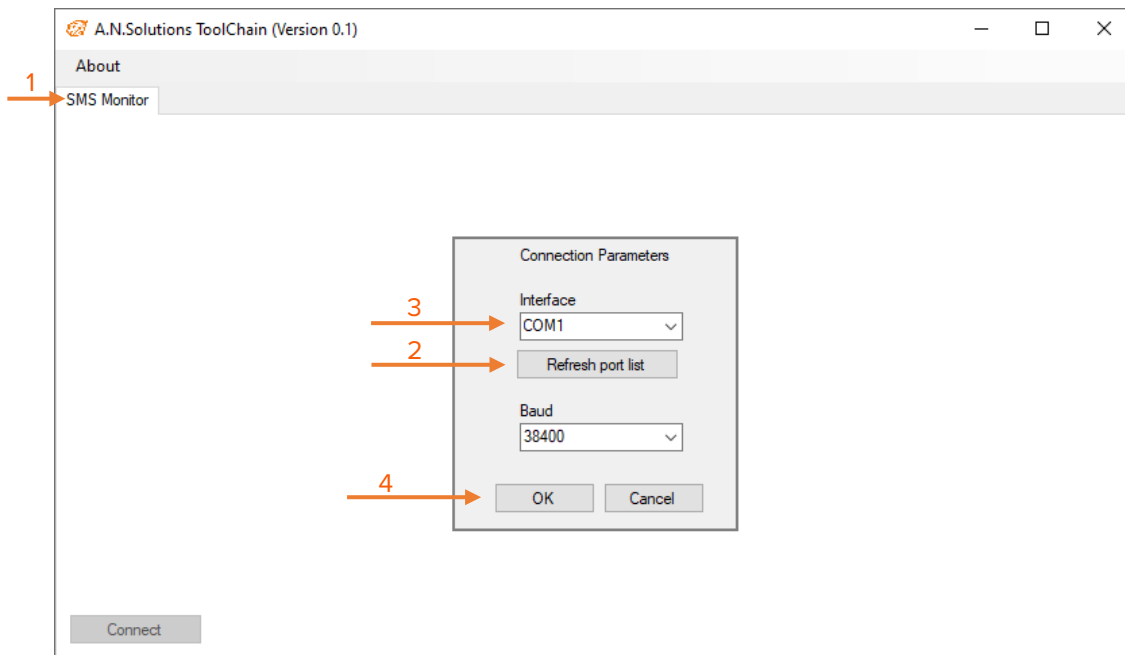 A.N.Solutions ToolChain (Version 0.1)
About
1
SMS Monitor
Connection Parameters
Interface
3
COM1
2
Refresh port list
Baud
38400
4
OK Cancel
Connect